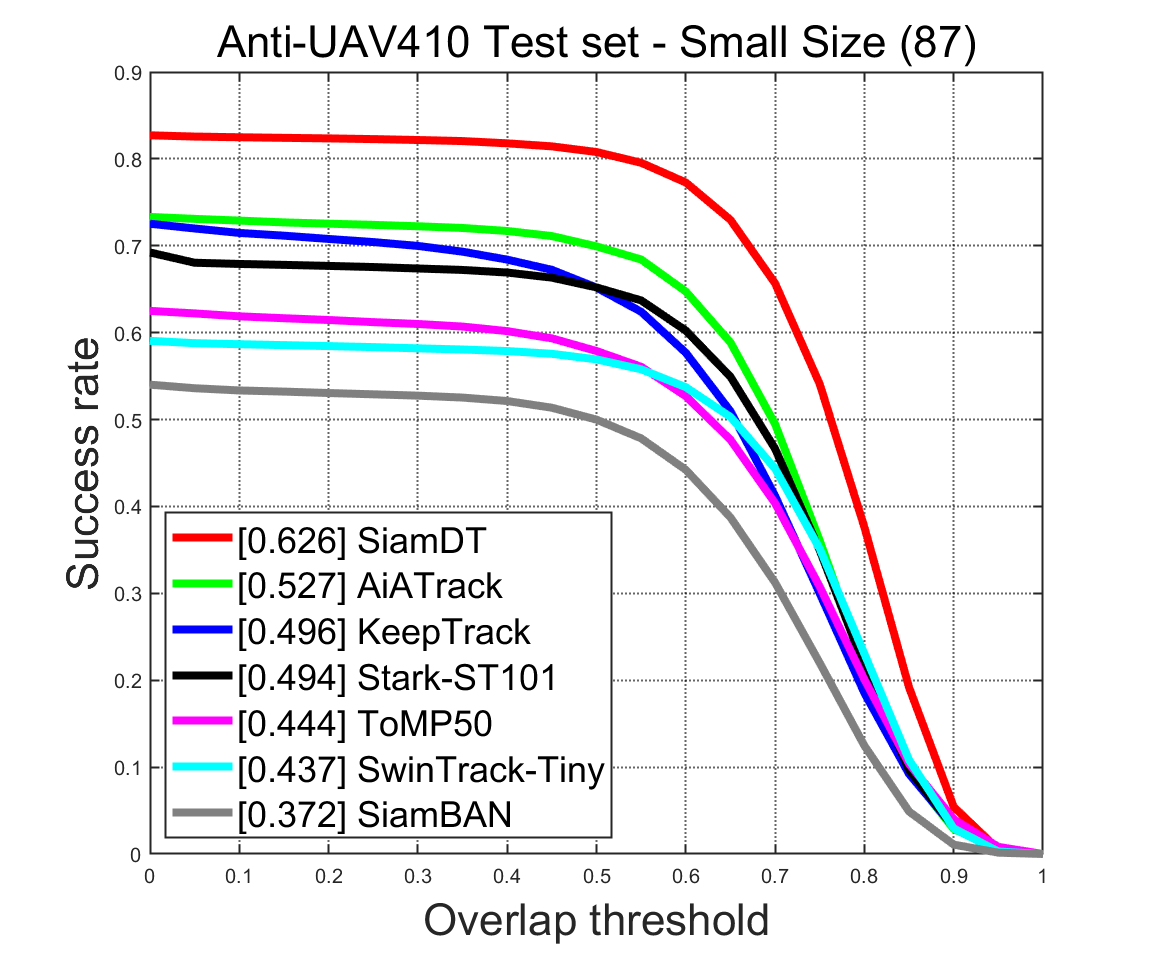 Anti-UAV410 Test set - Small Size (87)
0.9
0.8
0.7
0.6
0.5
0.4
0.3
0.2
0.1
0
Success rate
[0.626] SiamDT
[0.527] AiATrack
[0.496] KeepTrack
[0.494] Stark-ST101
[0.444] ToMP50
[0.437] SwinTrack-Tiny
[0.372] SiamBAN
0 0.1 0.2 0.3 0.4 0.5 0.6 0.7 0.8 0.9 1
Overlap threshold